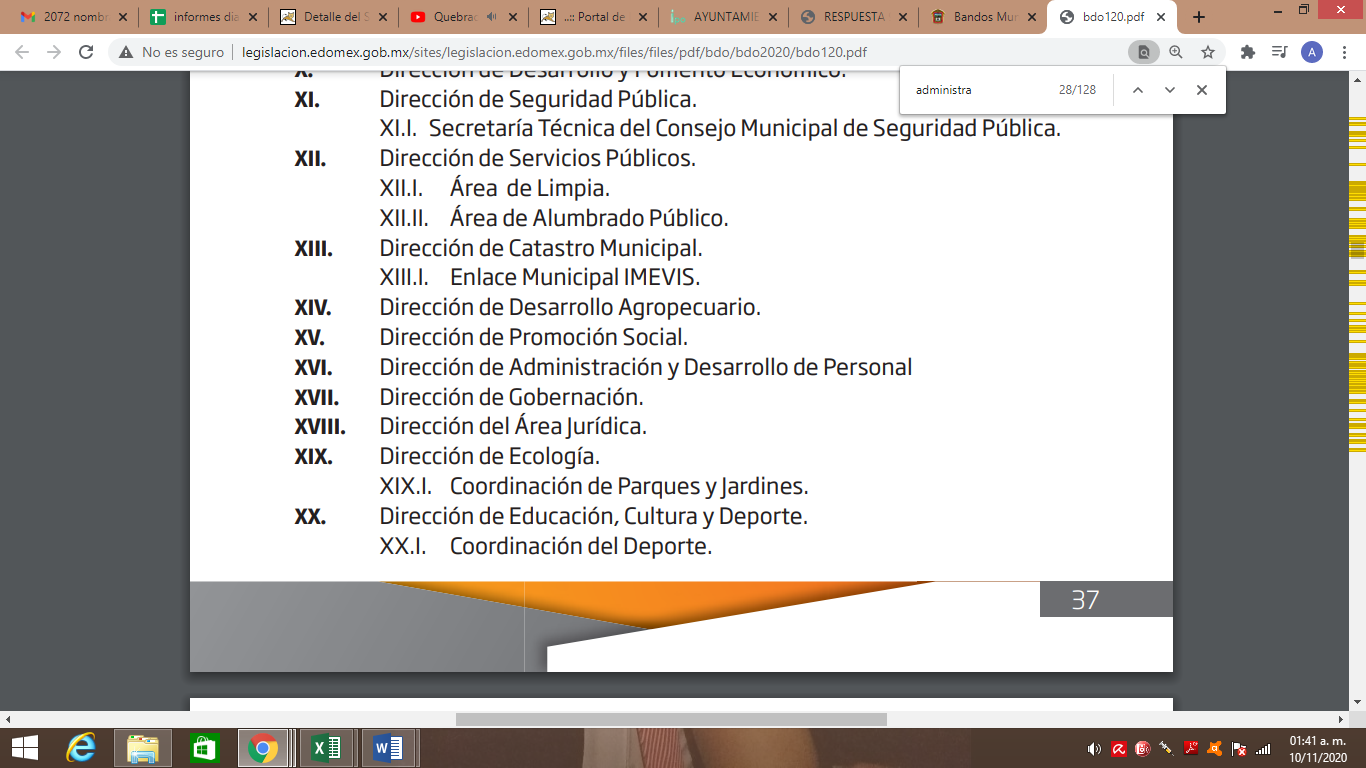 2072 nombr
informes dia
Detalle del S
Quebrac
..:: Portal de
AYUNTAMIE
RESPUESTA
Bandos Mun
bdo120.pdf
No es seguro | legislacion.edomex.gob.mx/sites/legislacion.edomex.gob.mx/files/files/pdf/bdo/bdo2020/bdo120.pdf
A
administra 28/128
X. Dirección de Desarrollo y Fomento Económico.
XI. Dirección de Seguridad Pública.
XI.I. Secretaría Técnica del Consejo Municipal de Seguridad Pública.
XII. Dirección de Servicios Públicos.
XII.I. Área de Limpia.
XII.II. Área de Alumbrado Público.
XIII. Dirección de Catastro Municipal.
XIII.I. Enlace Municipal IMEVIS.
XIV. Dirección de Desarrollo Agropecuario.
XV. Dirección de Promoción Social.
XVI. Dirección de Administración y Desarrollo de Personal
XVII. Dirección de Gobernación.
XVIII. Dirección del Área Jurídica.
XIX. Dirección de Ecología.
XIX.I. Coordinación de Parques y Jardines.
XX. Dirección de Educación, Cultura y Deporte.
XX.I. Coordinación del Deporte.
37
01:41 a. m.
10/11/2020